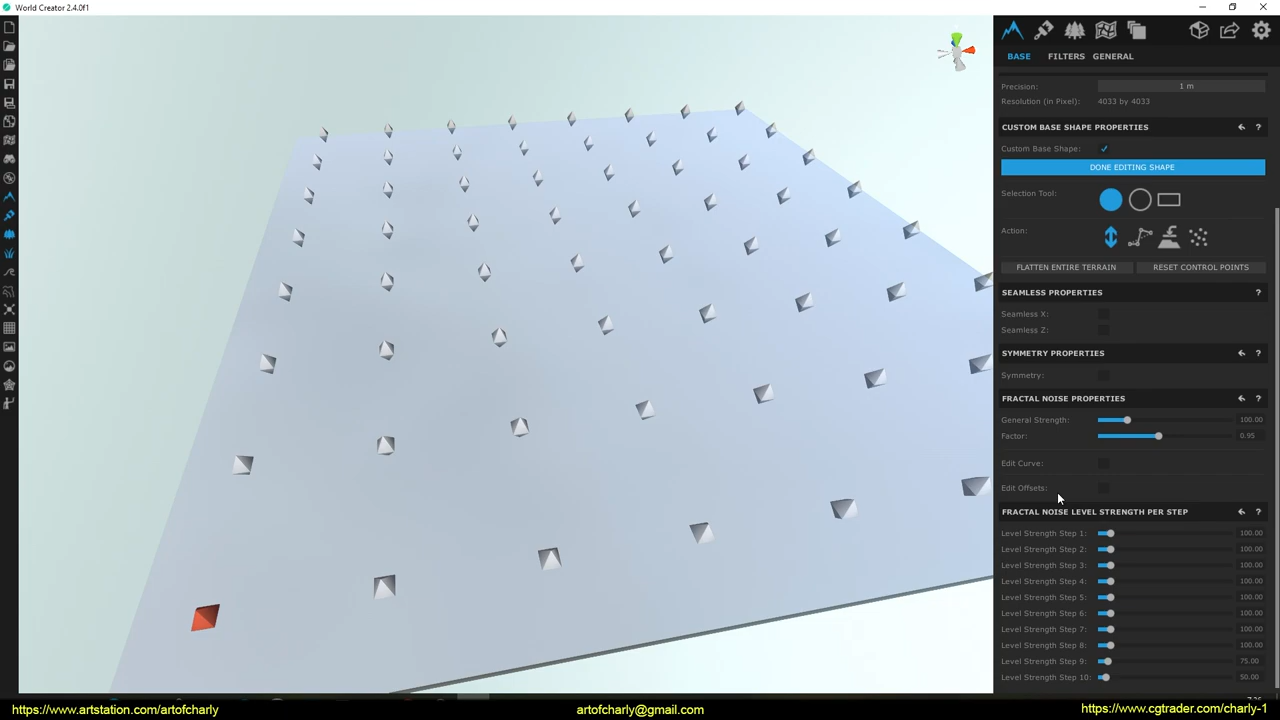 World Creator 2.4.0f1
BASE FILTERS GENERAL
Precision: 1 m
Resolution (in Pixel): 4033 by 4033
CUSTOM BASE SHAPE PROPERTIES ?
Custom Base Shape:
DONE EDITING SHAPE
Selection Tool:
Action:
FLATTEN ENTIRE TERRAIN RESET CONTROL POINTS
SEAMLESS PROPERTIES ?
Seamless X:
Seamless Z:
SYMMETRY PROPERTIES ?
Symmetry:
FRACTAL NOISE PROPERTIES ?
General Strength: 100.00
Factor: 0.95
Edit Curve:
Edit Offsets:
FRACTAL NOISE LEVEL STRENGTH PER STEP ?
Level Strength Step 1: 100.00
Level Strength Step 2: 100.00
Level Strength Step 3: 100.00
Level Strength Step 4: 100.00
Level Strength Step 5: 100.00
Level Strength Step 6: 100.00
Level Strength Step 7: 100.00
Level Strength Step 8: 100.00
Level Strength Step 9: 75.00
Level Strength Step 10: 50.00
https://www.artstation.com/artofcharly artofcharly@gmail.com https://www.cgtrader.com/charly-1